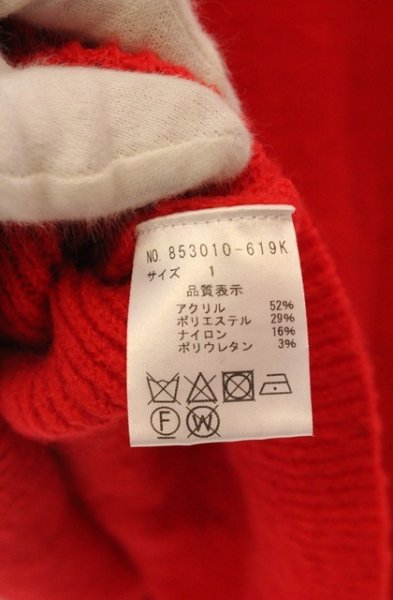 NO. 853010-619K
サイズ 1
品質表示
アクリル 52%
ポリエステル 29%
ナイロン 16%
ポリウレタン 3%
F W